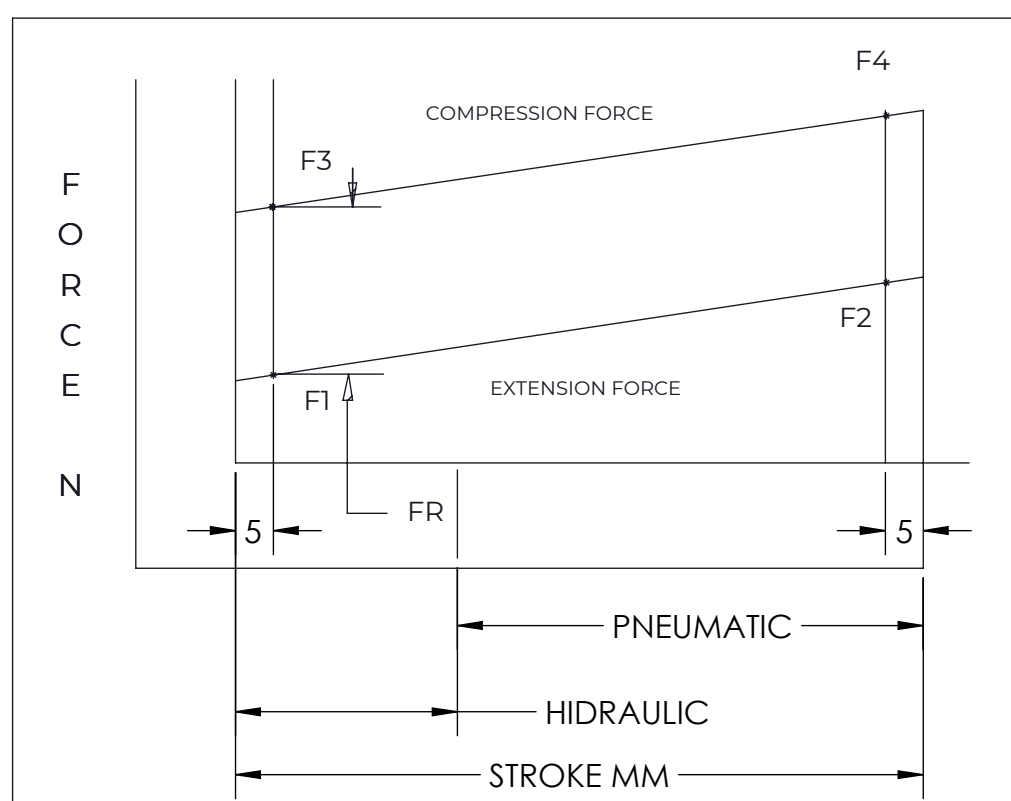 F4
COMPRESSION FORCE
F3
F
O
R
C
E
N
F2
F1
EXTENSION FORCE
FR
5
5
PNEUMATIC
HIDRAULIC
STROKE MM